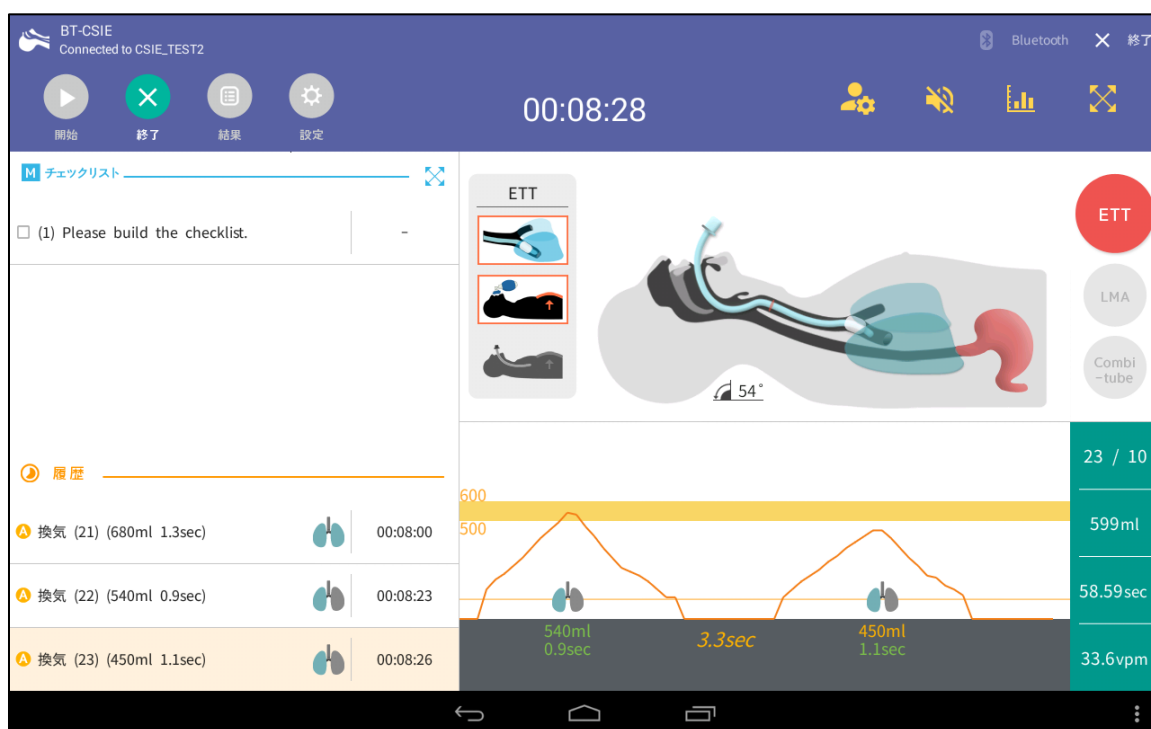 BT-CSIE
Connected to CSIE_TEST2
Bluetooth
終了
開始
終了
結果
設定
00:08:28
M チェックリスト
(1) Please build the checklist.
-
履歴
A 換気 (21) (680ml 1.3sec)
00:08:00
A 換気 (22) (540ml 0.9sec)
00:08:23
A 換気 (23) (450ml 1.1sec)
00:08:26
ETT
54°
ETT
LMA
Combi
-tube
600
500
540ml
0.9sec
3.3sec
450ml
1.1sec
23 / 10
599ml
58.59sec
33.6vpm